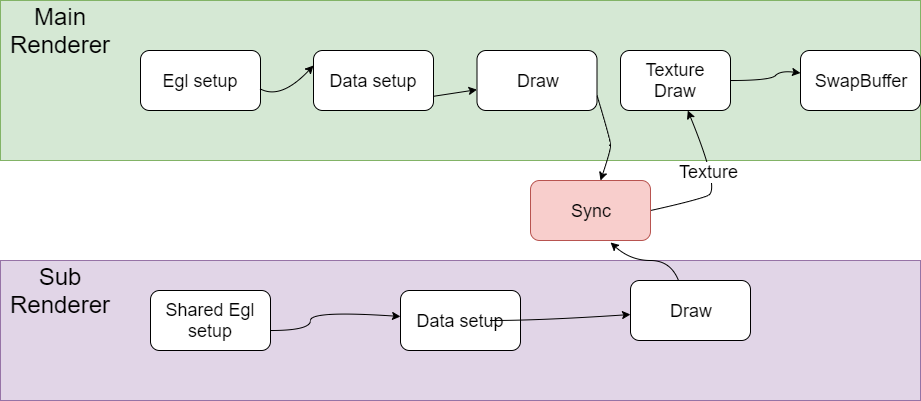 Main
Renderer
Egl setup
Data setup
Draw
Texture
Draw
SwapBuffer
Texture
Sync
Sub
Renderer
Shared Egl
setup
Data setup
Draw